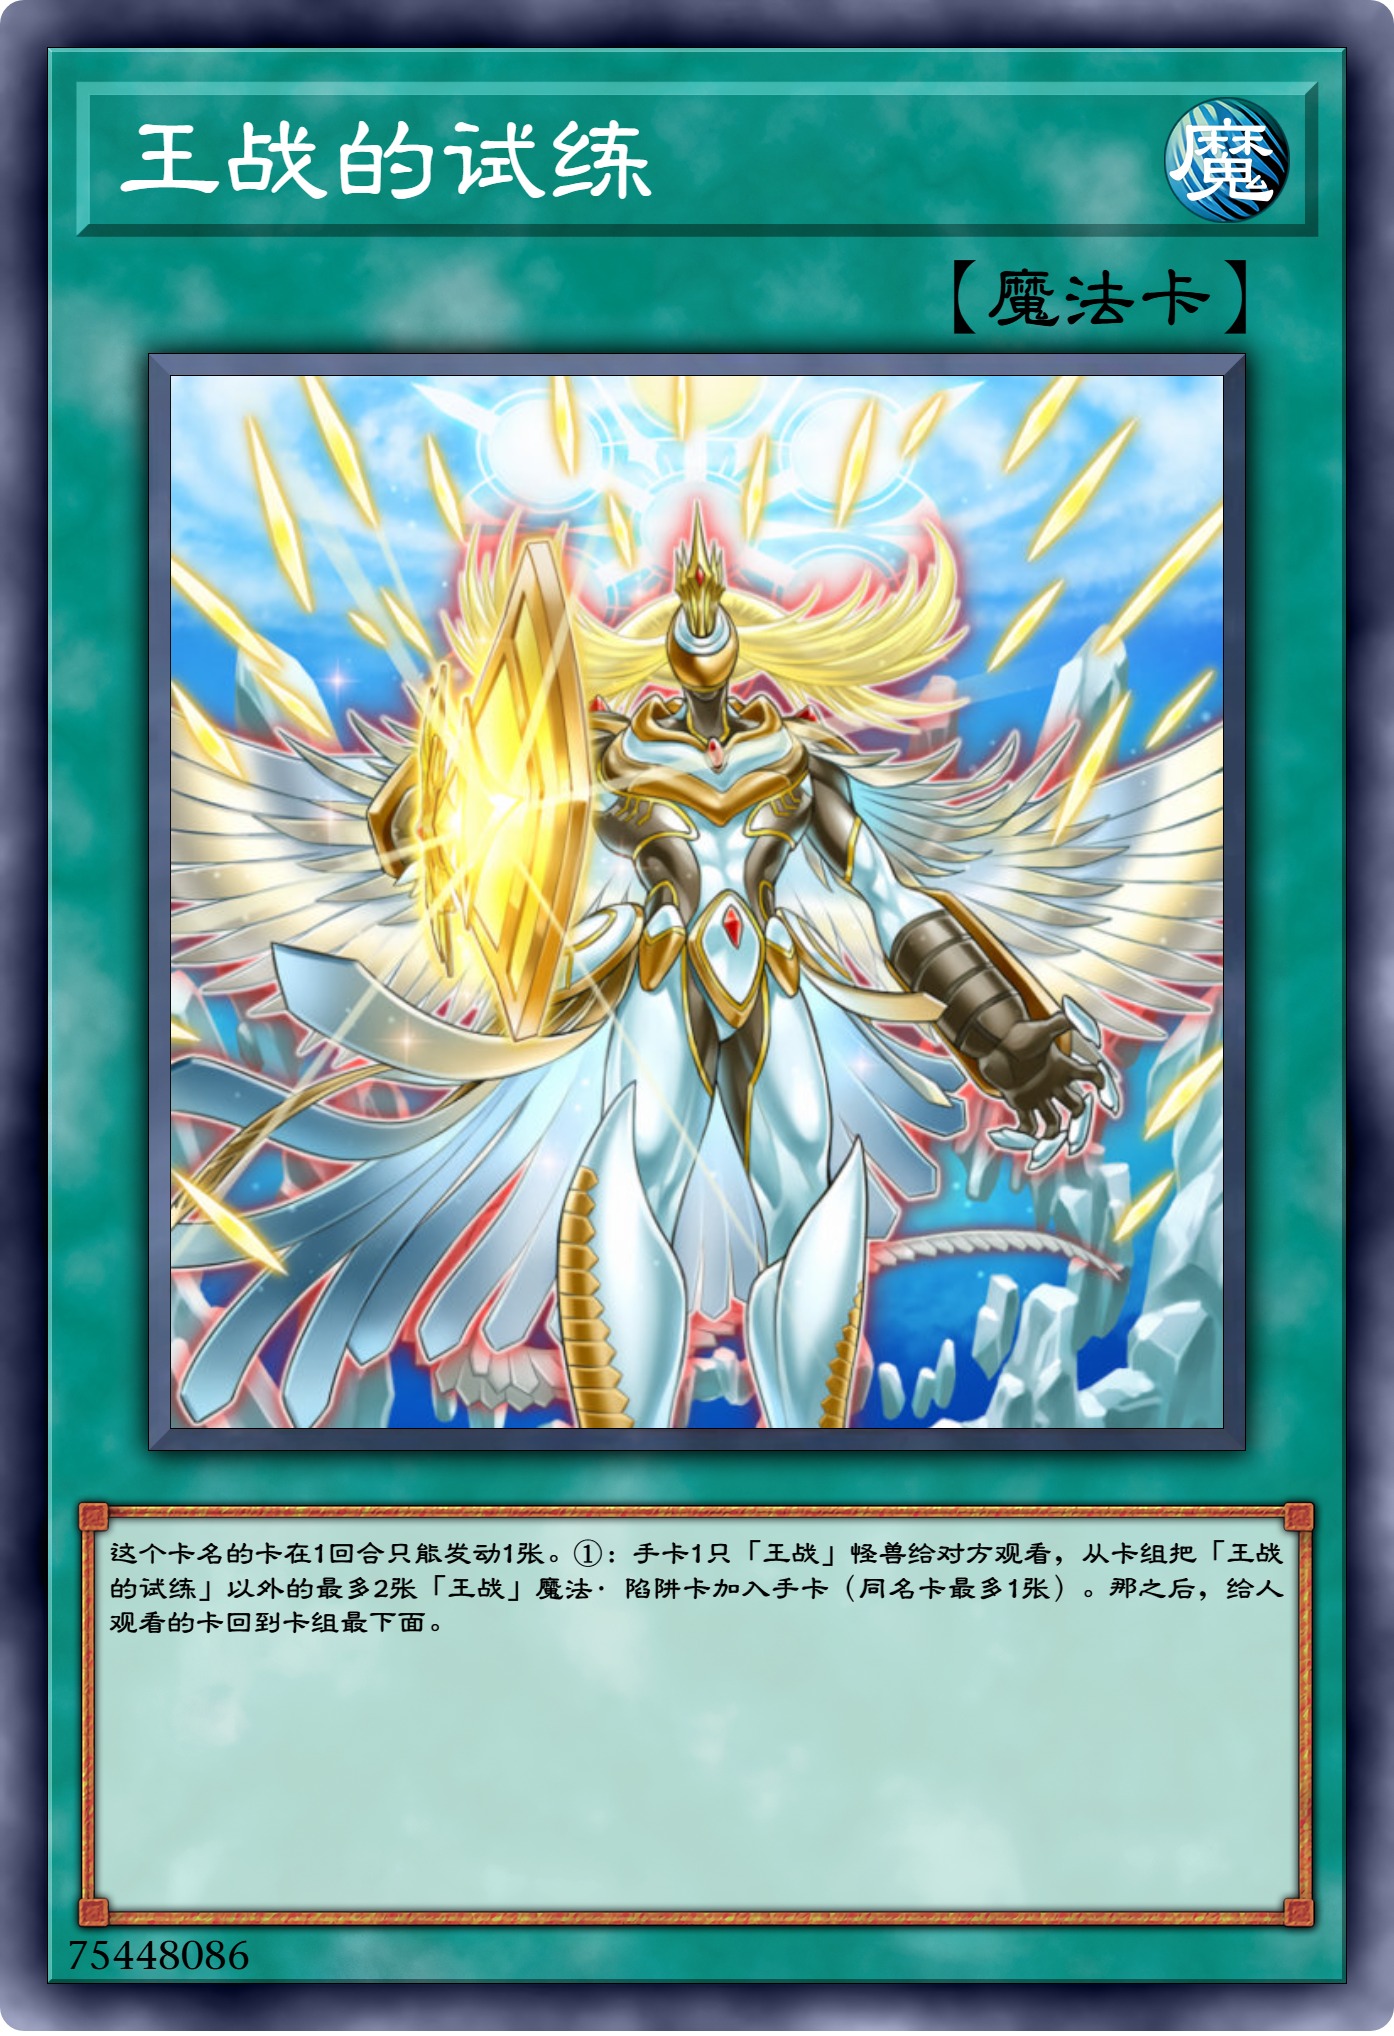 王战的试练
魔
【魔法卡】
这个卡名的卡在1回合只能发动1张。①：手卡1只「王战」怪兽给对方观看，从卡组把「王战
的试练」以外的最多2张「王战」魔法·陷阱卡加入手卡（同名卡最多1张）。那之后，给人
观看的卡回到卡组最下面。
75448086